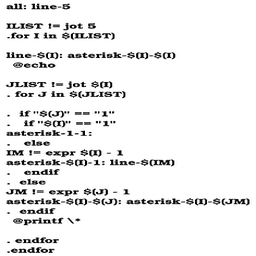 all: line-5
ILIST != jot 5
.for I in $(ILIST)
line-$(I): asterisk-$(I)-$(I)
@echo
JLIST != jot $(I)
. for J in $(JLIST)
. if "$(J)" == "1"
. if "$(I)" == "1"
asterisk-1-1:
. else
IM != expr $(I) - 1
asterisk-$(I)-1: line-$(IM)
. endif
. else
JM != expr $(J) - 1
asterisk-$(I)-$(J): asterisk-$(I)-$(JM)
. endif
@printf \*
. endfor
.endfor